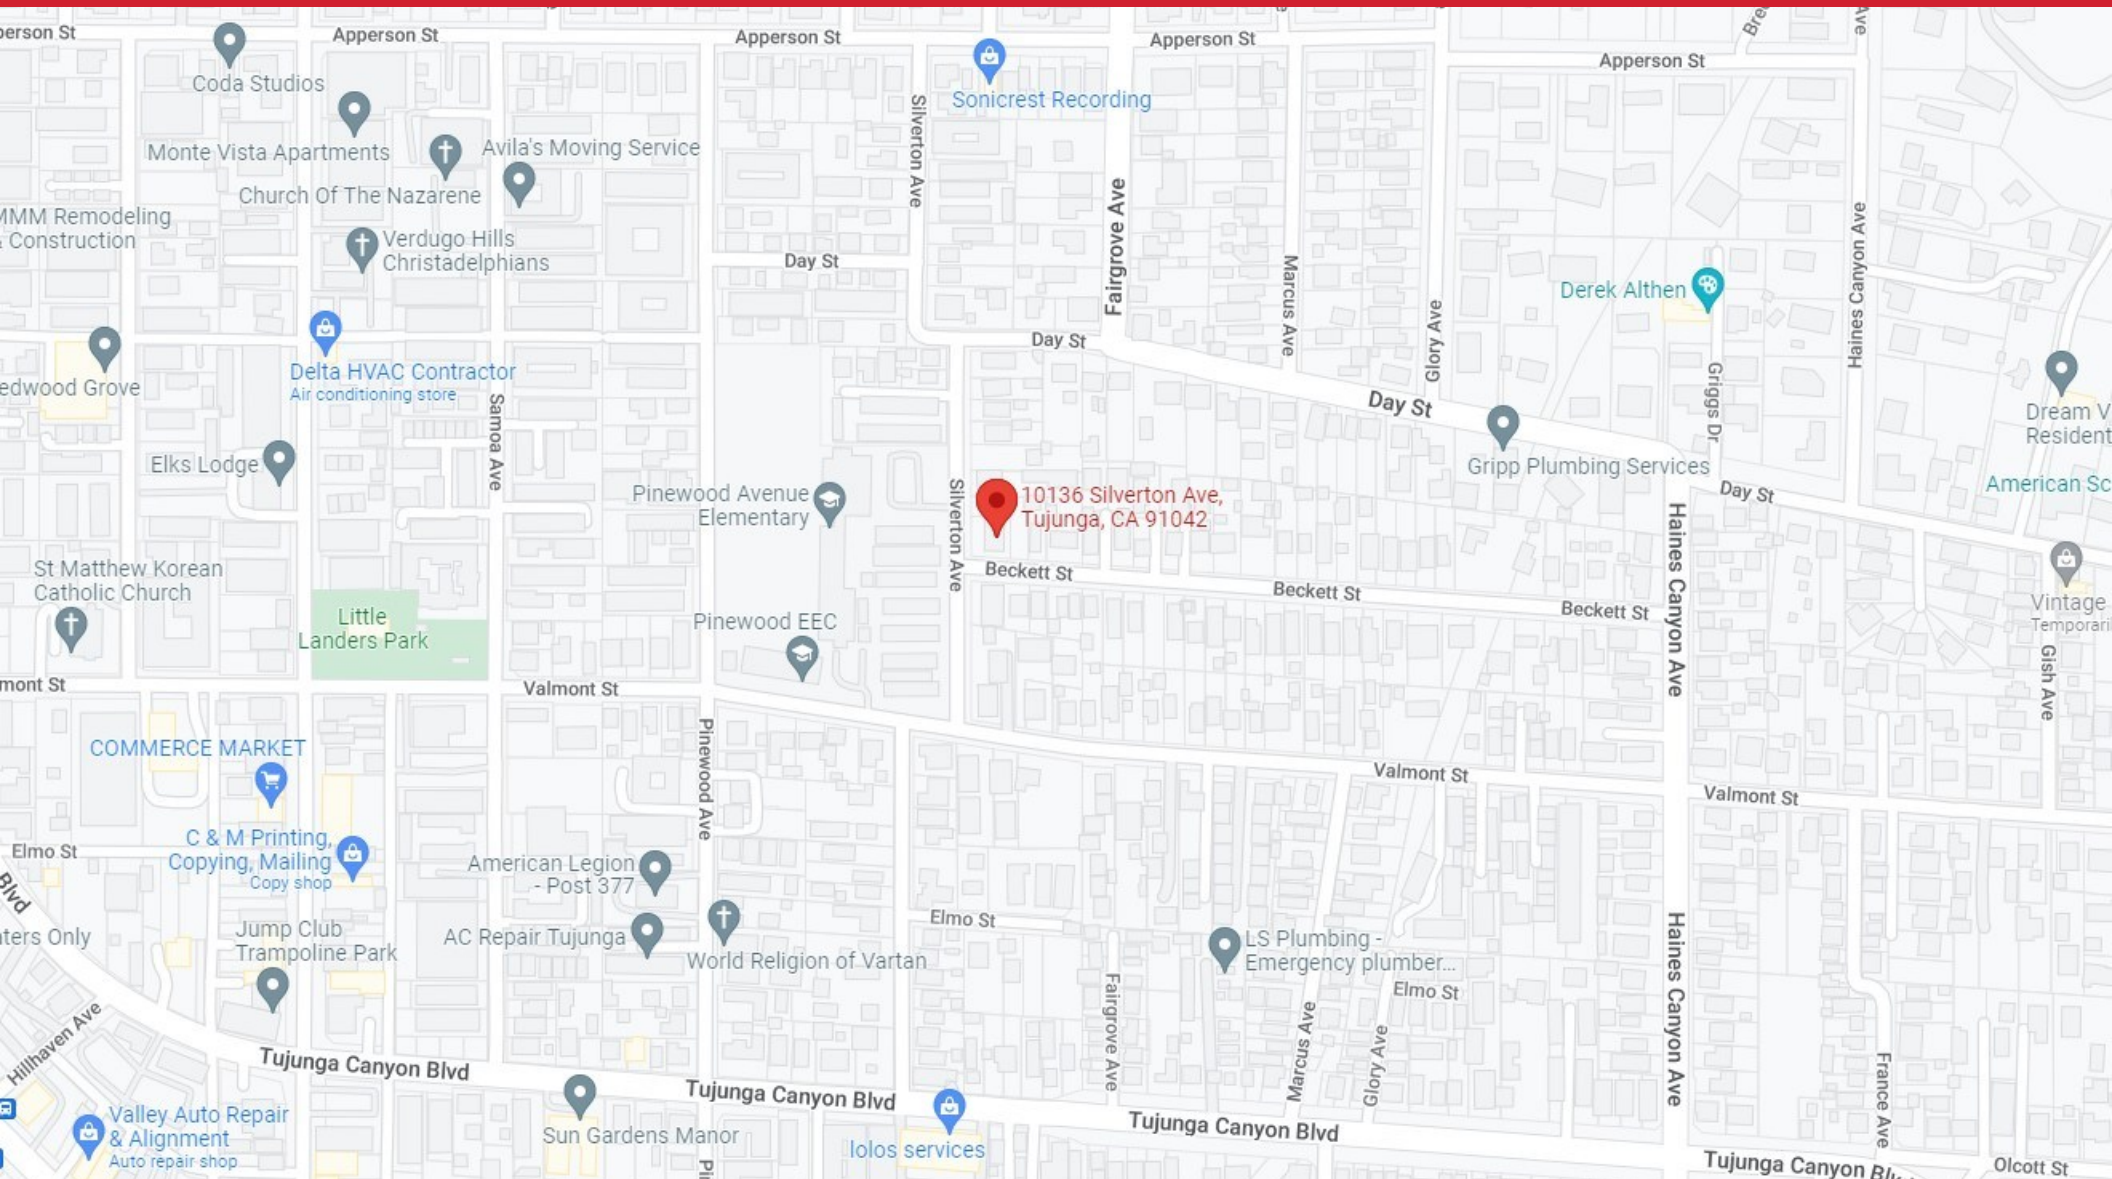 Apperson St
Apperson St
Apperson St
Apperson St
Coda Studios
Sonicrest Recording
Silverton Ave
Monte Vista Apartments
Avila's Moving Service
Church Of The Nazarene
MMM Remodeling
& Construction
Verdugo Hills
Christadelphians
Day St
Fairgrove Ave
Marcus Ave
Glory Ave
Haines Canyon Ave
Derek Althen
Griggs Dr
Delta HVAC Contractor
Air conditioning store
edwood Grove
Day St
Day St
Day St
Samoa Ave
Dream V
Resident
Elks Lodge
Gripp Plumbing Services
American Sc
Pinewood Avenue
Elementary
Silverton Ave
10136 Silverton Ave,
Tujunga, CA 91042
Haines Canyon Ave
St Matthew Korean
Catholic Church
Beckett St
Beckett St
Beckett St
Vintage
Temporari
Little
Landers Park
Pinewood EEC
Gish Ave
mont St
Valmont St
Valmont St
Valmont St
Pinewood Ave
COMMERCE MARKET
C & M Printing,
Copying, Mailing
Copy shop
Elmo St
Blvd
American Legion
- Post 377
Elmo St
Jump Club
Trampoline Park
AC Repair Tujunga
World Religion of Vartan
LS Plumbing -
Emergency plumber...
Elmo St
Haines Canyon Ave
ters Only
Hillhaven Ave
Fairgrove Ave
Marcus Ave
Glory Ave
France Ave
Tujunga Canyon Blvd
Tujunga Canyon Blvd
Tujunga Canyon Blvd
Tujunga Canyon
Valley Auto Repair
& Alignment
Auto repair shop
Sun Gardens Manor
lolos services
Olcott St